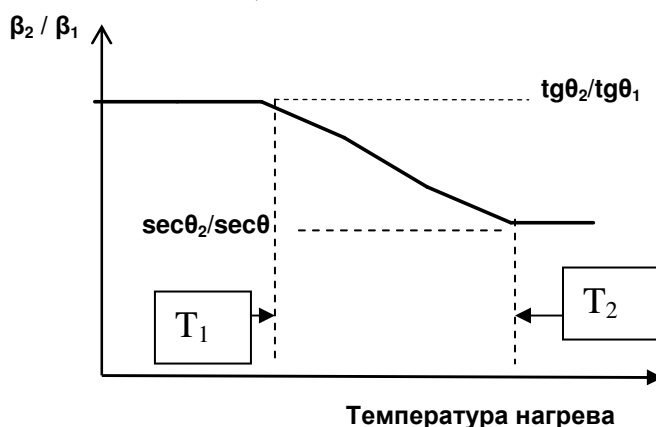 β₂ / β₁
tgθ₂/tgθ₁
secθ₂/secθ
T₁
T₂
Температура нагрева